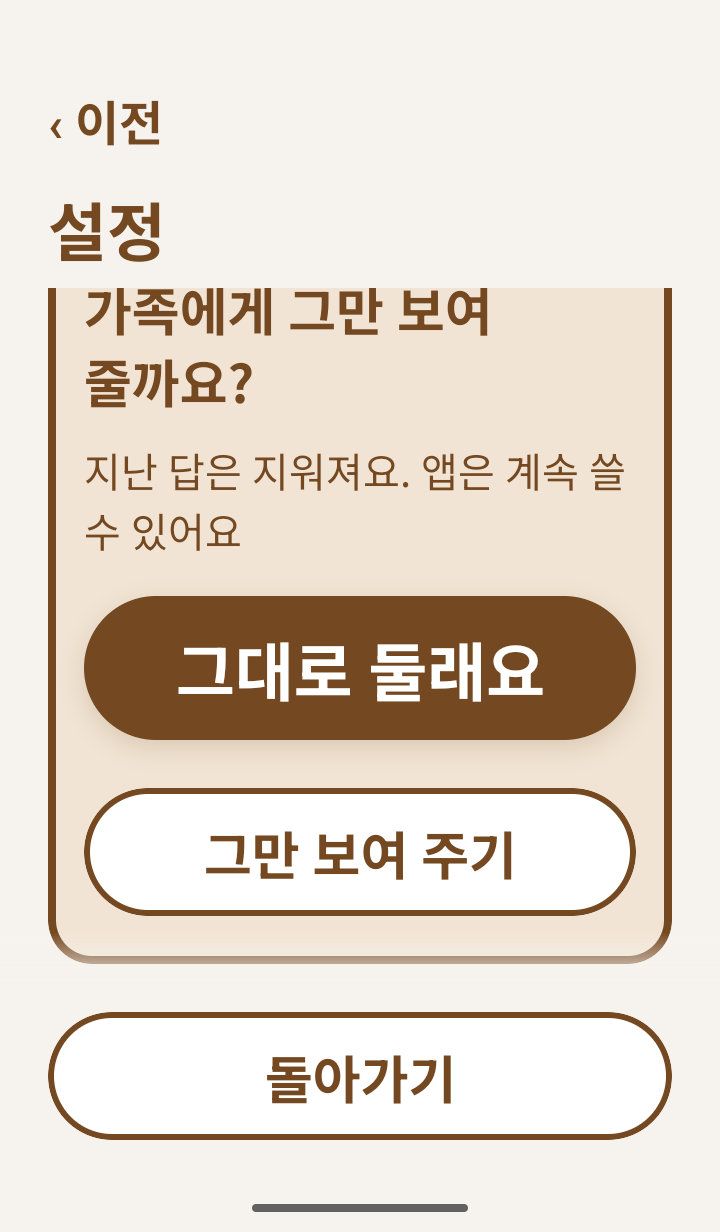 ‹ 이전
설정
가족에게 그만 보여
줄까요?
지난 답은 지워져요. 앱은 계속 쓸
수 있어요
그대로 둘래요
그만 보여 주기
돌아가기